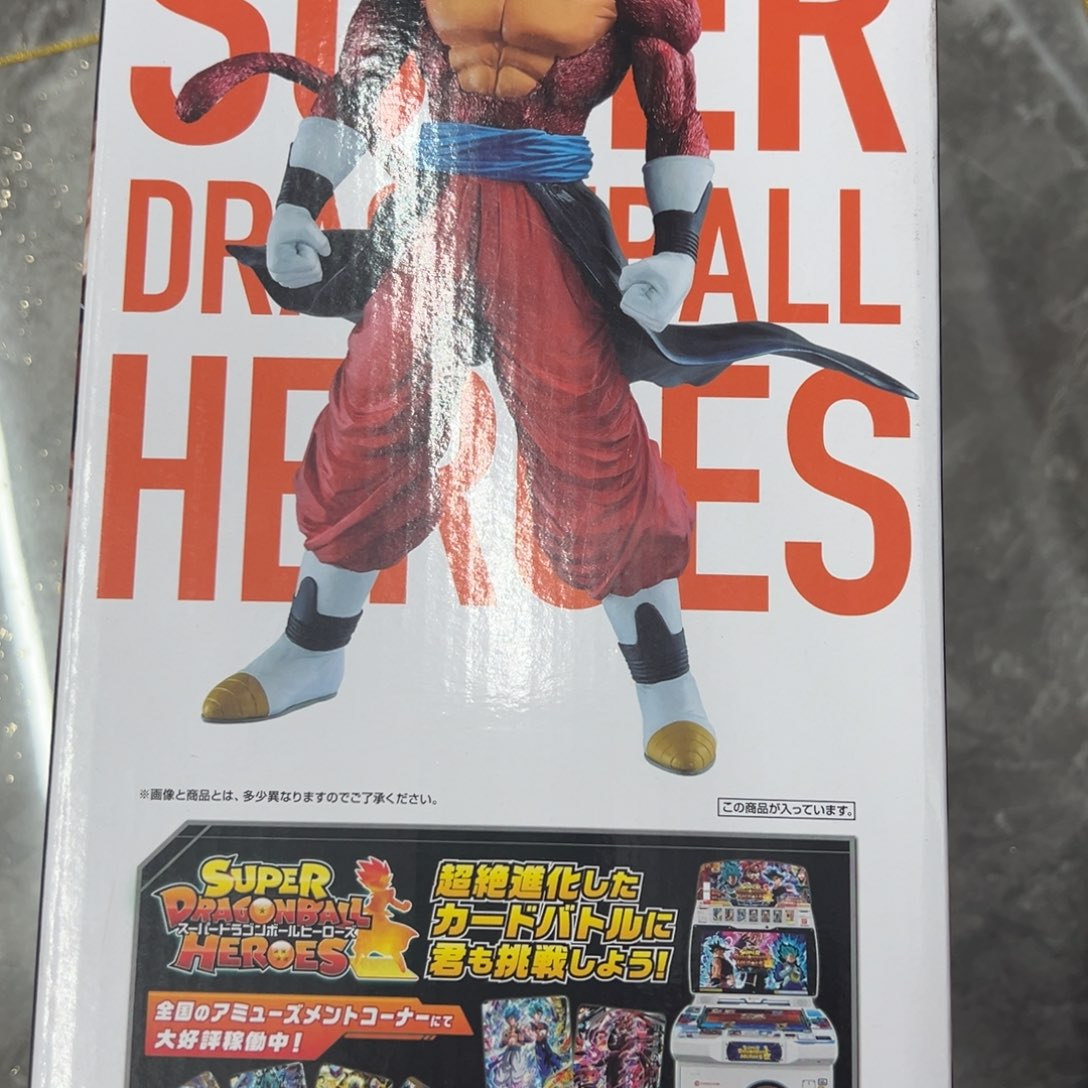 SUPER
DRAGONBALL
HEROES
※画像と商品とは、多少異なりますのでご了承ください。
この商品が入っています。
SUPER
DRAGONBALL
スーパードラゴンボールヒーローズ
HEROES
超絶進化した
カードバトルに
君も挑戦しよう!
全国のアミューズメントコーナーにて
大好評稼働中!